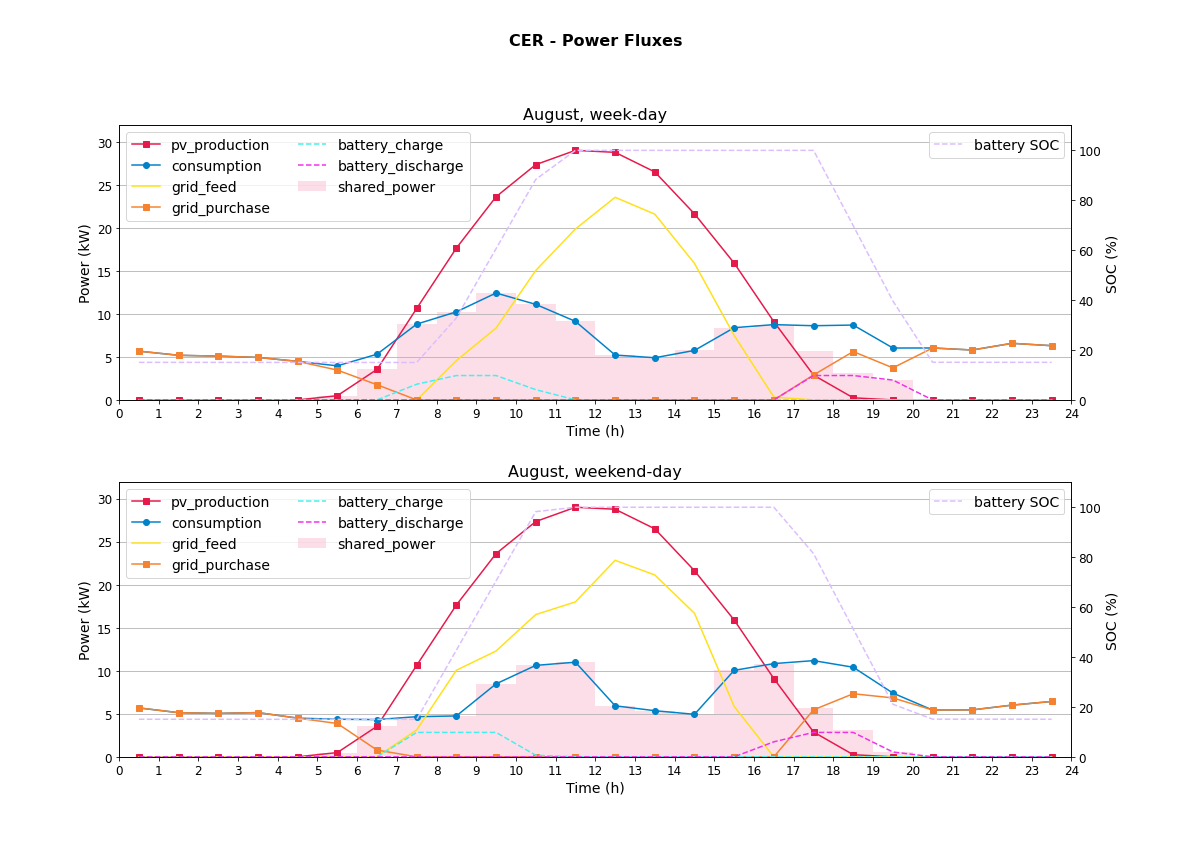 CER - Power Fluxes
August, week-day
pv_production
consumption
grid_feed
grid_purchase
battery_charge
battery_discharge
shared_power
battery SOC
Power (kW)
30
25
20
15
10
5
0
SOC (%)
100
80
60
40
20
0
0 1 2 3 4 5 6 7 8 9 10 11 12 13 14 15 16 17 18 19 20 21 22 23 24
Time (h)
August, weekend-day
pv_production
consumption
grid_feed
grid_purchase
battery_charge
battery_discharge
shared_power
battery SOC
Power (kW)
30
25
20
15
10
5
0
SOC (%)
100
80
60
40
20
0
0 1 2 3 4 5 6 7 8 9 10 11 12 13 14 15 16 17 18 19 20 21 22 23 24
Time (h)